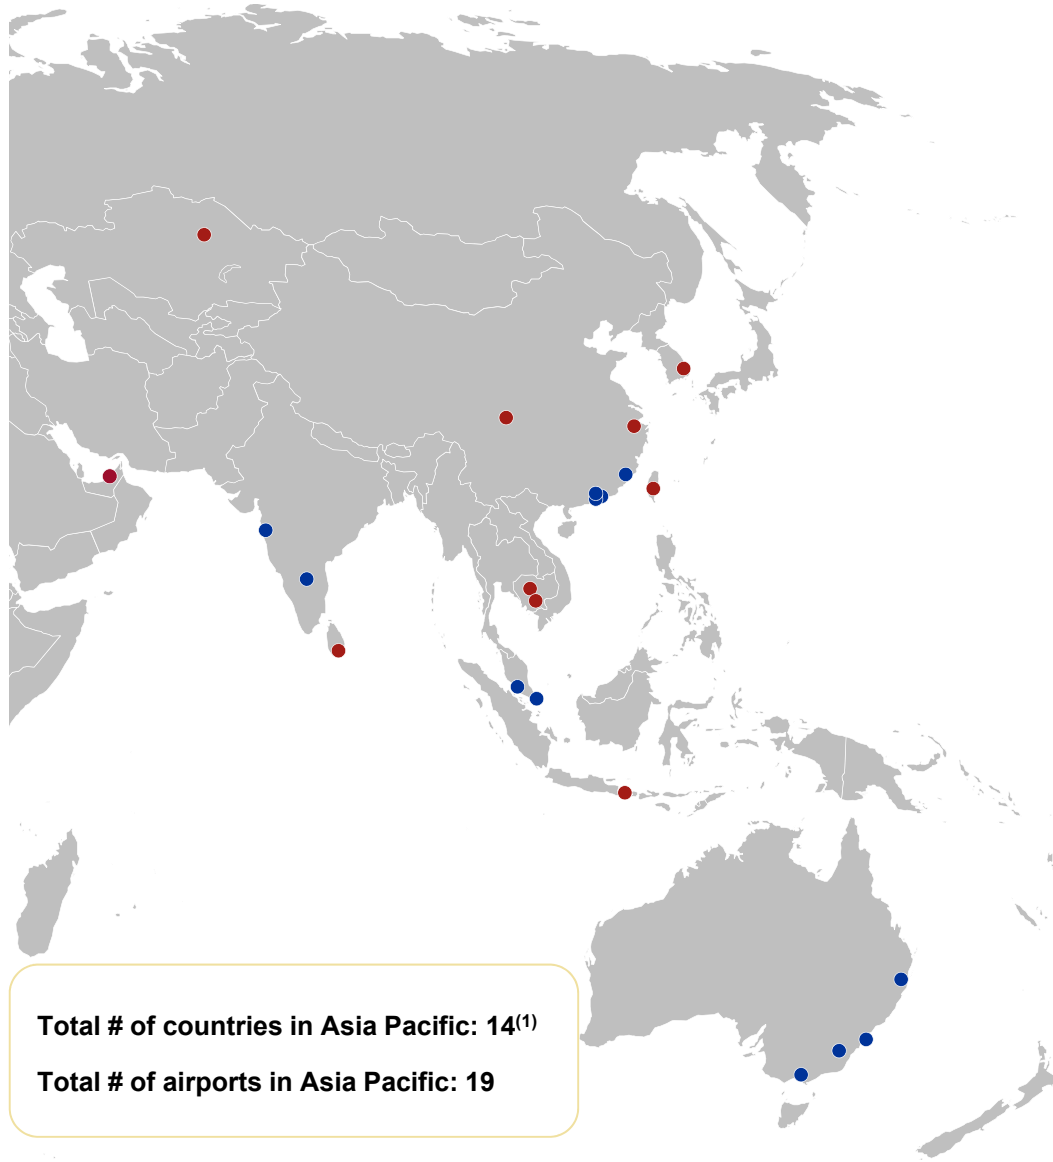 Total # of countries in Asia Pacific: 14(1)
Total # of airports in Asia Pacific: 19